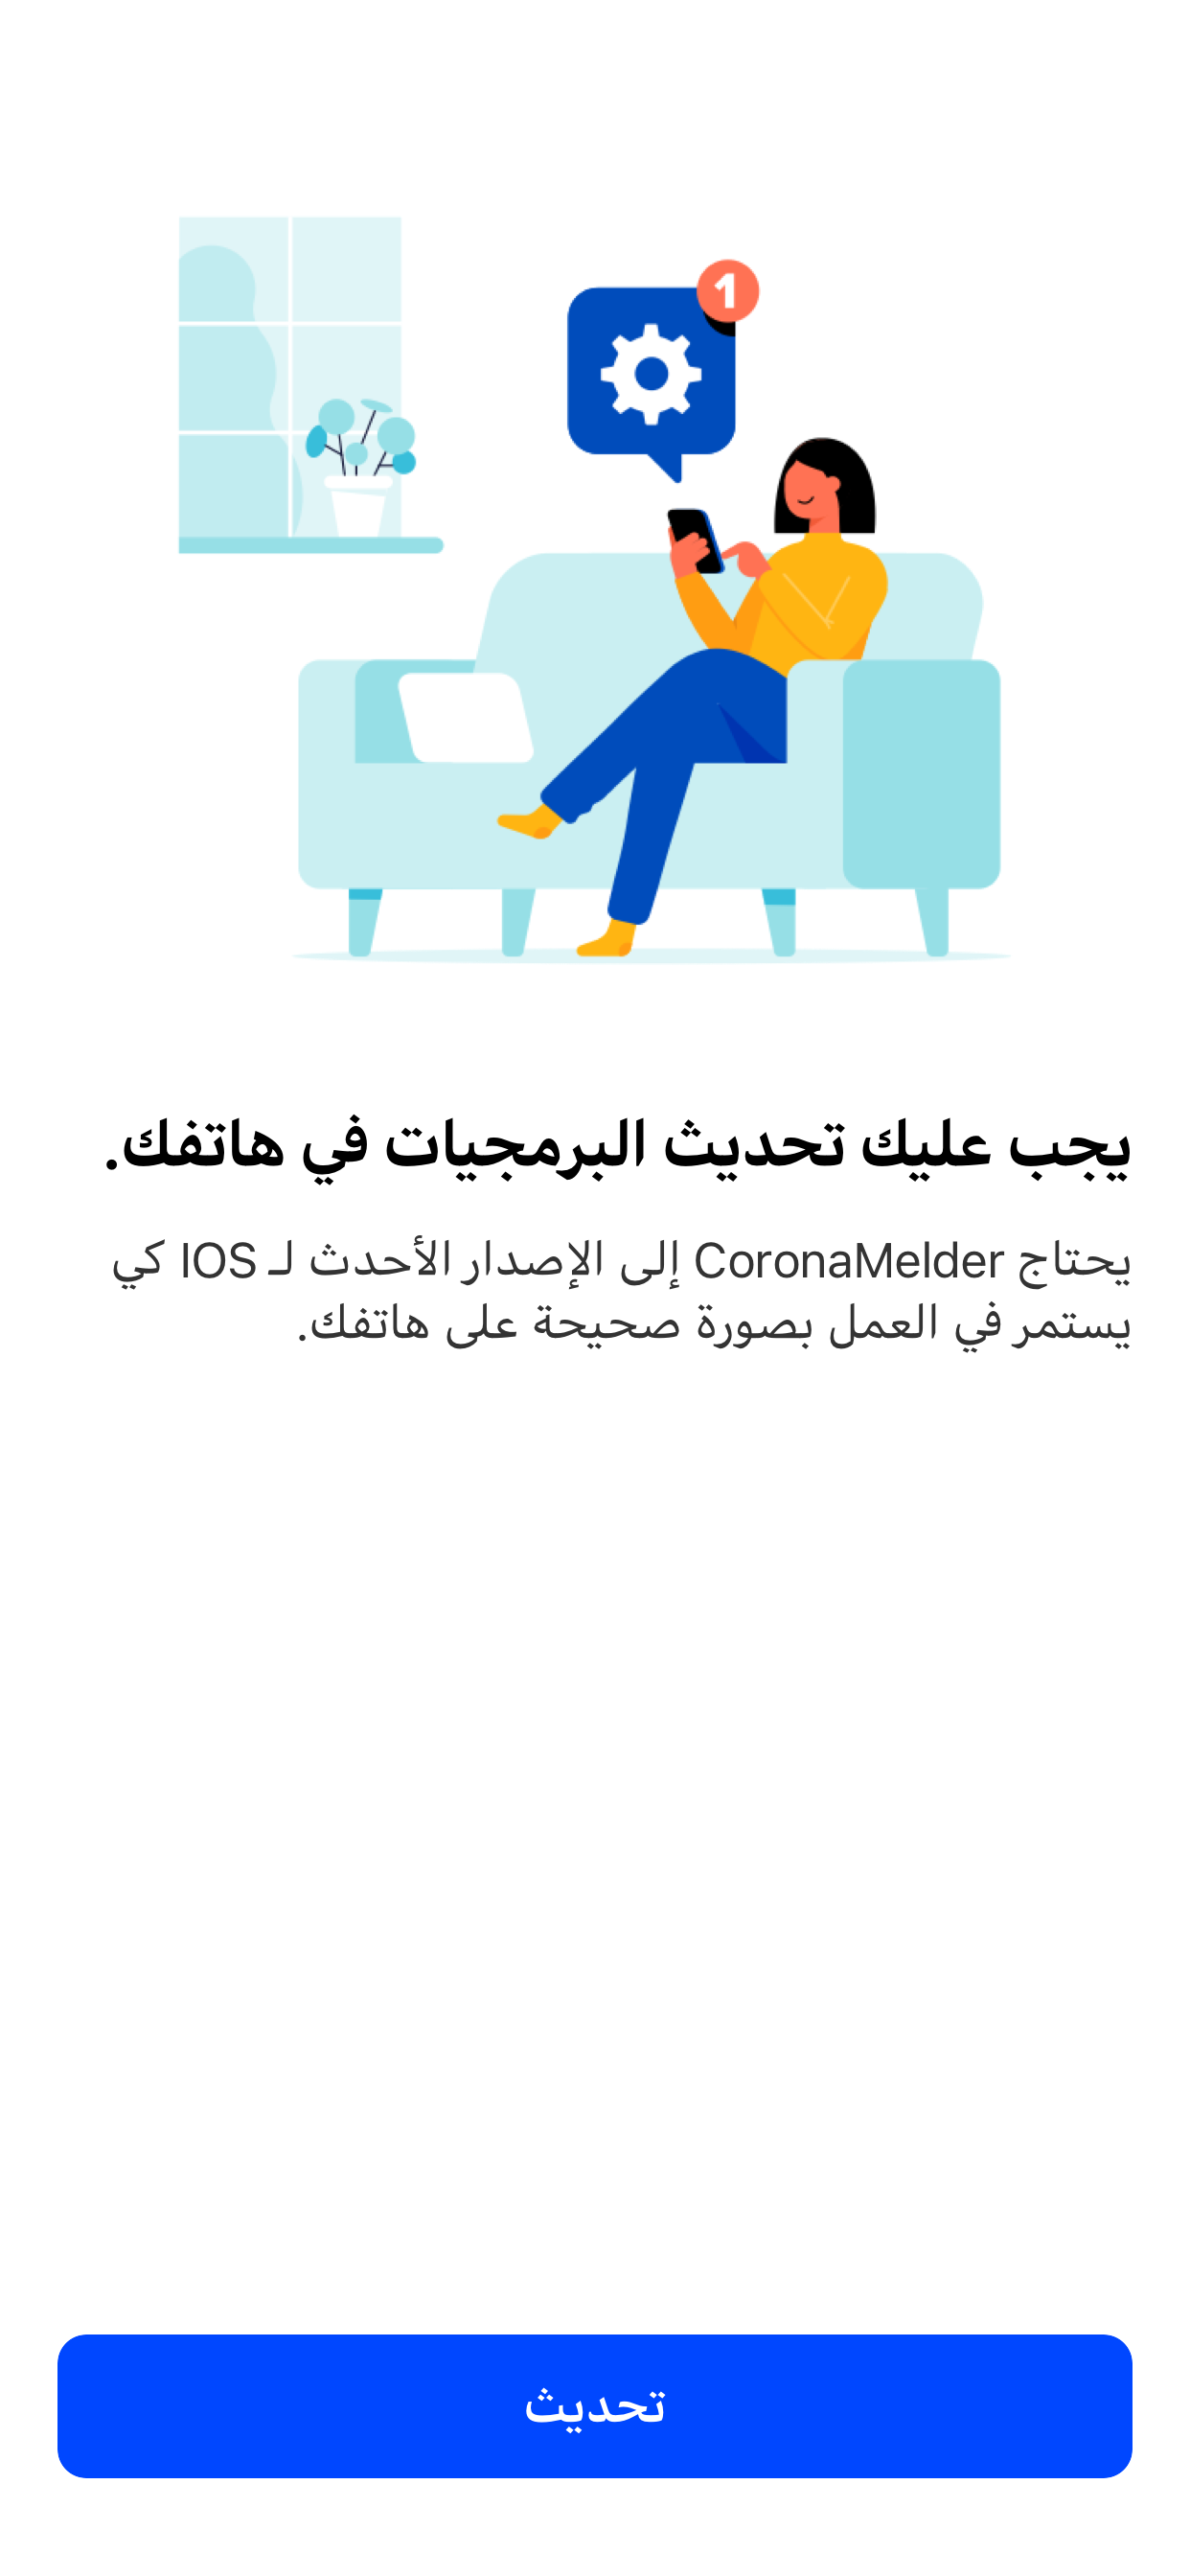 1
يجب عليك تحديث البرمجيات في هاتفك.
يحتاج CoronaMelder إلى الإصدار الأحدث لـ IOS كي
يستمر في العمل بصورة صحيحة على هاتفك.
تحديث